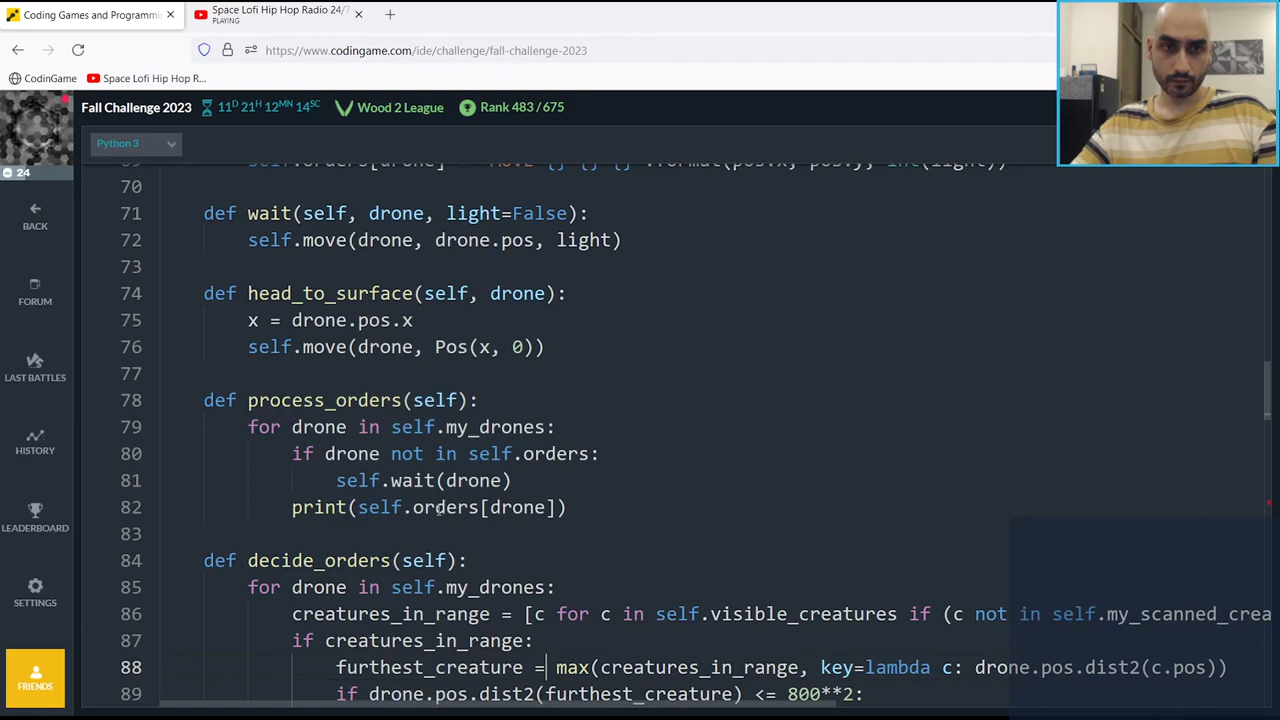 Coding Games and Programmi
Space Lofi Hip Hop Radio 24/7
PLAYING
https://www.codingame.com/ide/challenge/fall-challenge-2023
CodinGame
Space Lofi Hip Hop R...
Fall Challenge 2023
11D 21H 12MN 14SC
Wood 2 League
Rank 483 / 675
Python 3
24
BACK
FORUM
LAST BATTLES
HISTORY
LEADERBOARD
SETTINGS
FRIENDS
70
71 def wait(self, drone, light=False):
72 self.move(drone, drone.pos, light)
73
74 def head_to_surface(self, drone):
75 x = drone.pos.x
76 self.move(drone, Pos(x, 0))
77
78 def process_orders(self):
79 for drone in self.my_drones:
80 if drone not in self.orders:
81 self.wait(drone)
82 print(self.orders[drone])
83
84 def decide_orders(self):
85 for drone in self.my_drones:
86 creatures_in_range = [c for c in self.visible_creatures if (c not in self.my_scanned_crea
87 if creatures_in_range:
88 furthest_creature = max(creatures_in_range, key=lambda c: drone.pos.dist2(c.pos))
89 if drone.pos.dist2(furthest_creature) <= 800**2: